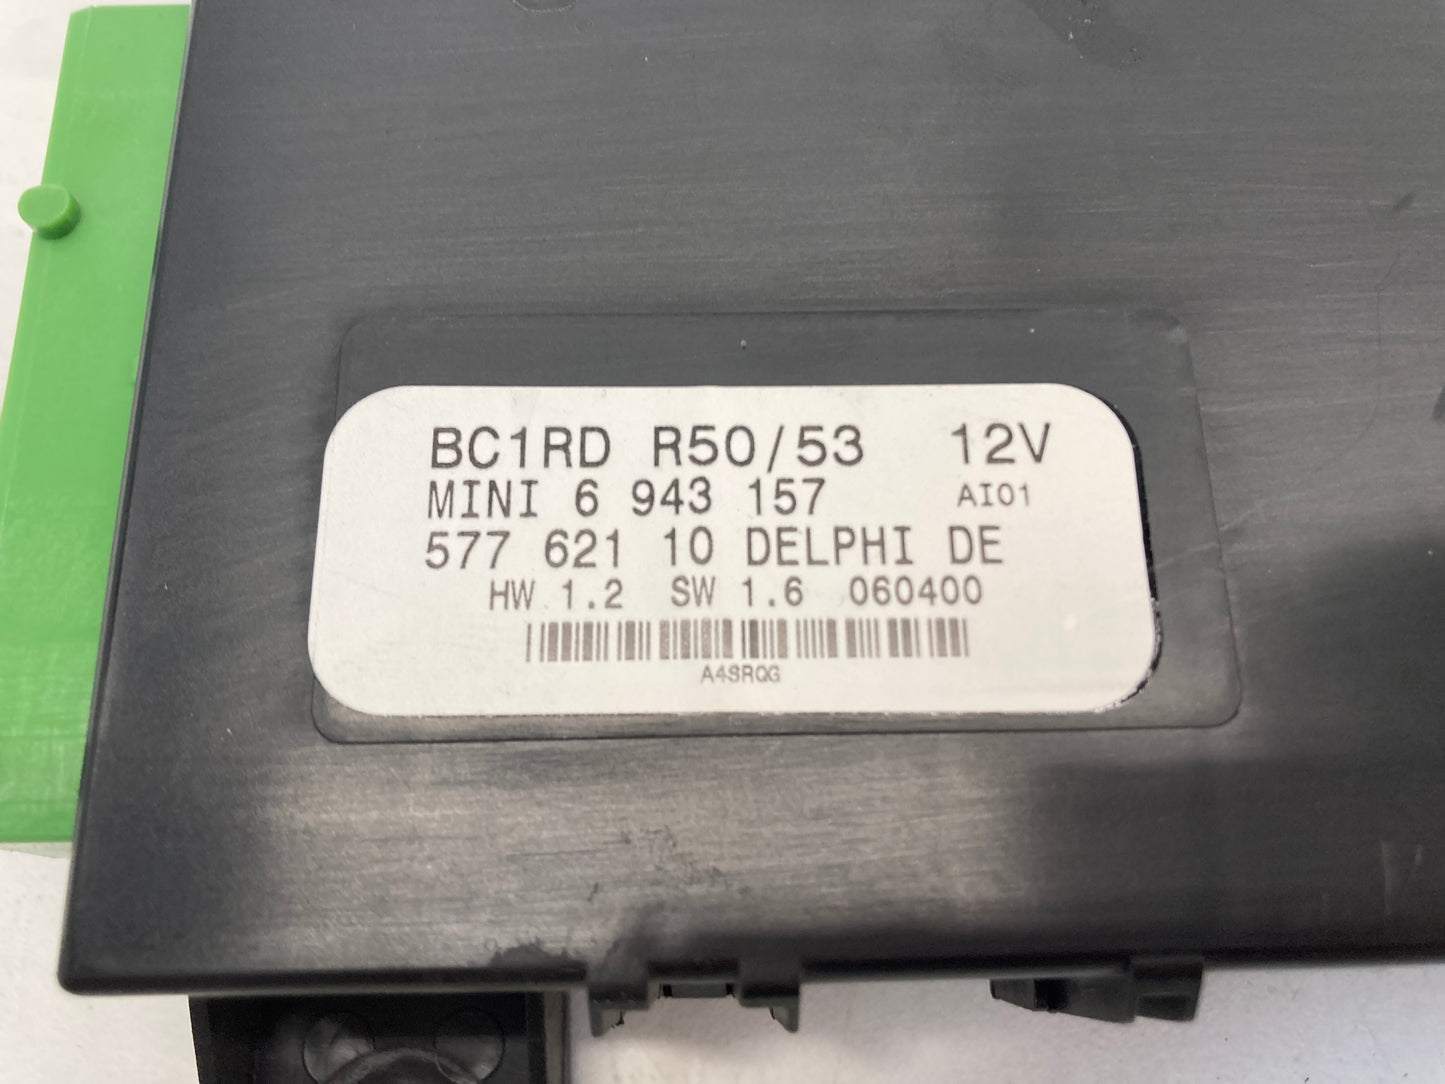 BC1RD R50/53 12V
MINI 6 943 157 AI01
577 621 10 DELPHI DE
HW 1.2 SW 1.6 060400
A4SRQG